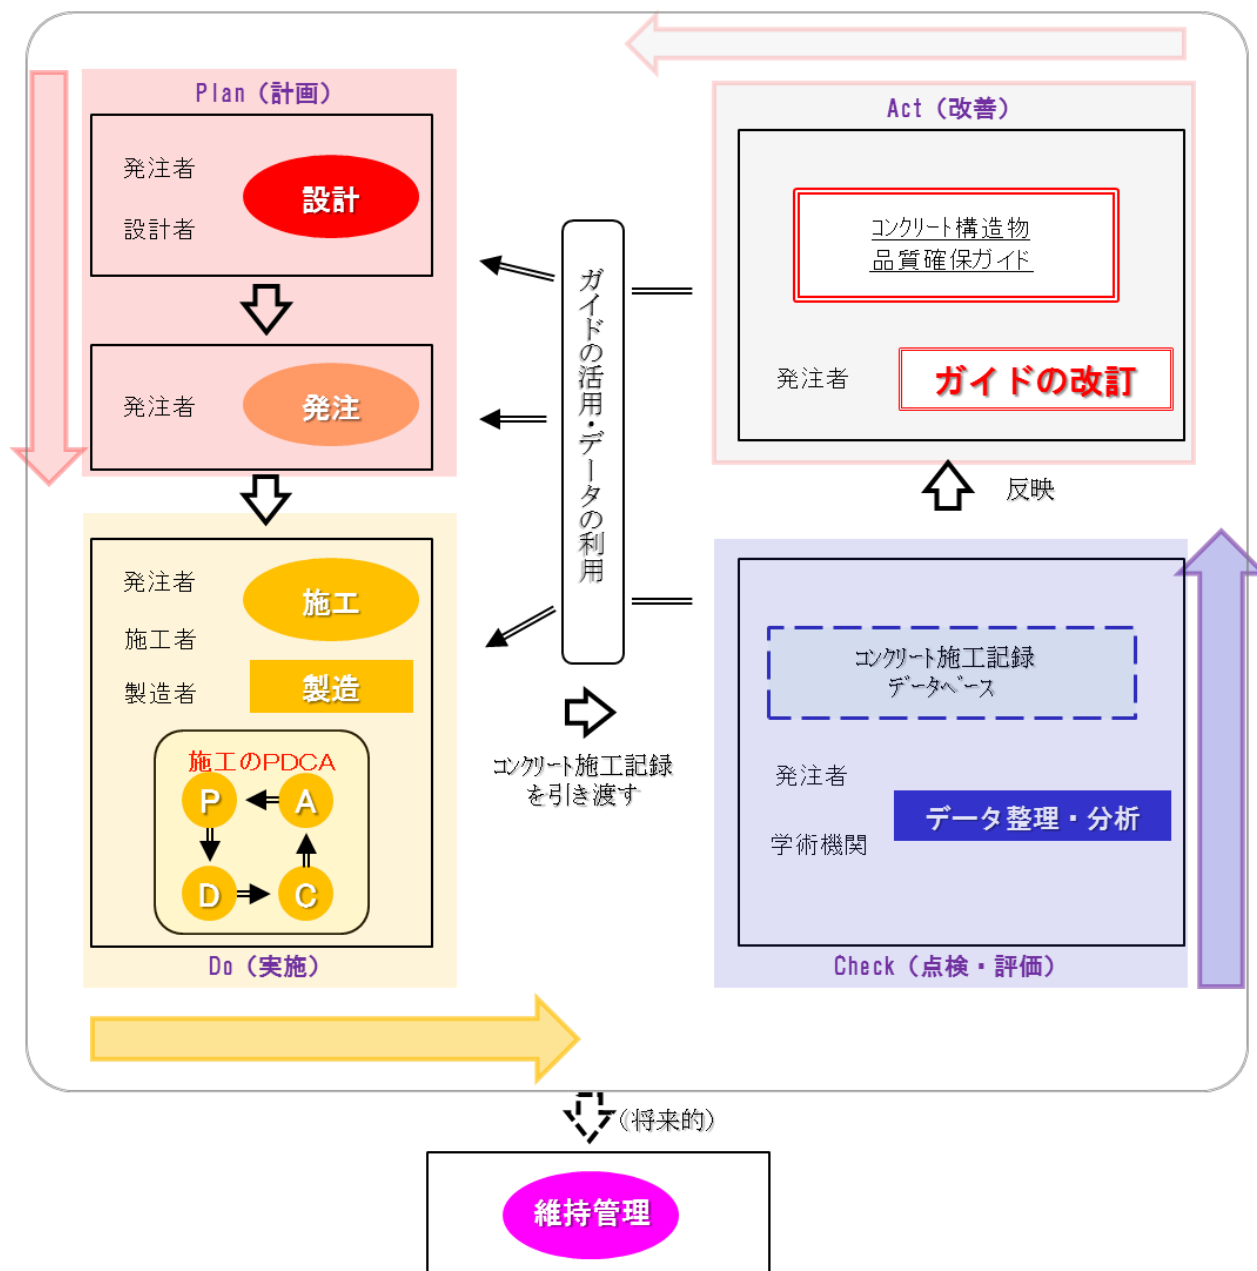 Plan（計画）
発注者
設計者
設計
発注者
発注
発注者
施工者
製造者
施工
製造
施工のPDCA
P
A
D
C
Do（実施）
ガイドの活用・データの利用
コンクリート施工記録
を引き渡す
Act（改善）
コンクリート構造物
品質確保ガイド
発注者
ガイドの改訂
反映
コンクリート施工記録
データベース
発注者
学術機関
データ整理・分析
Check（点検・評価）
（将来的）
維持管理